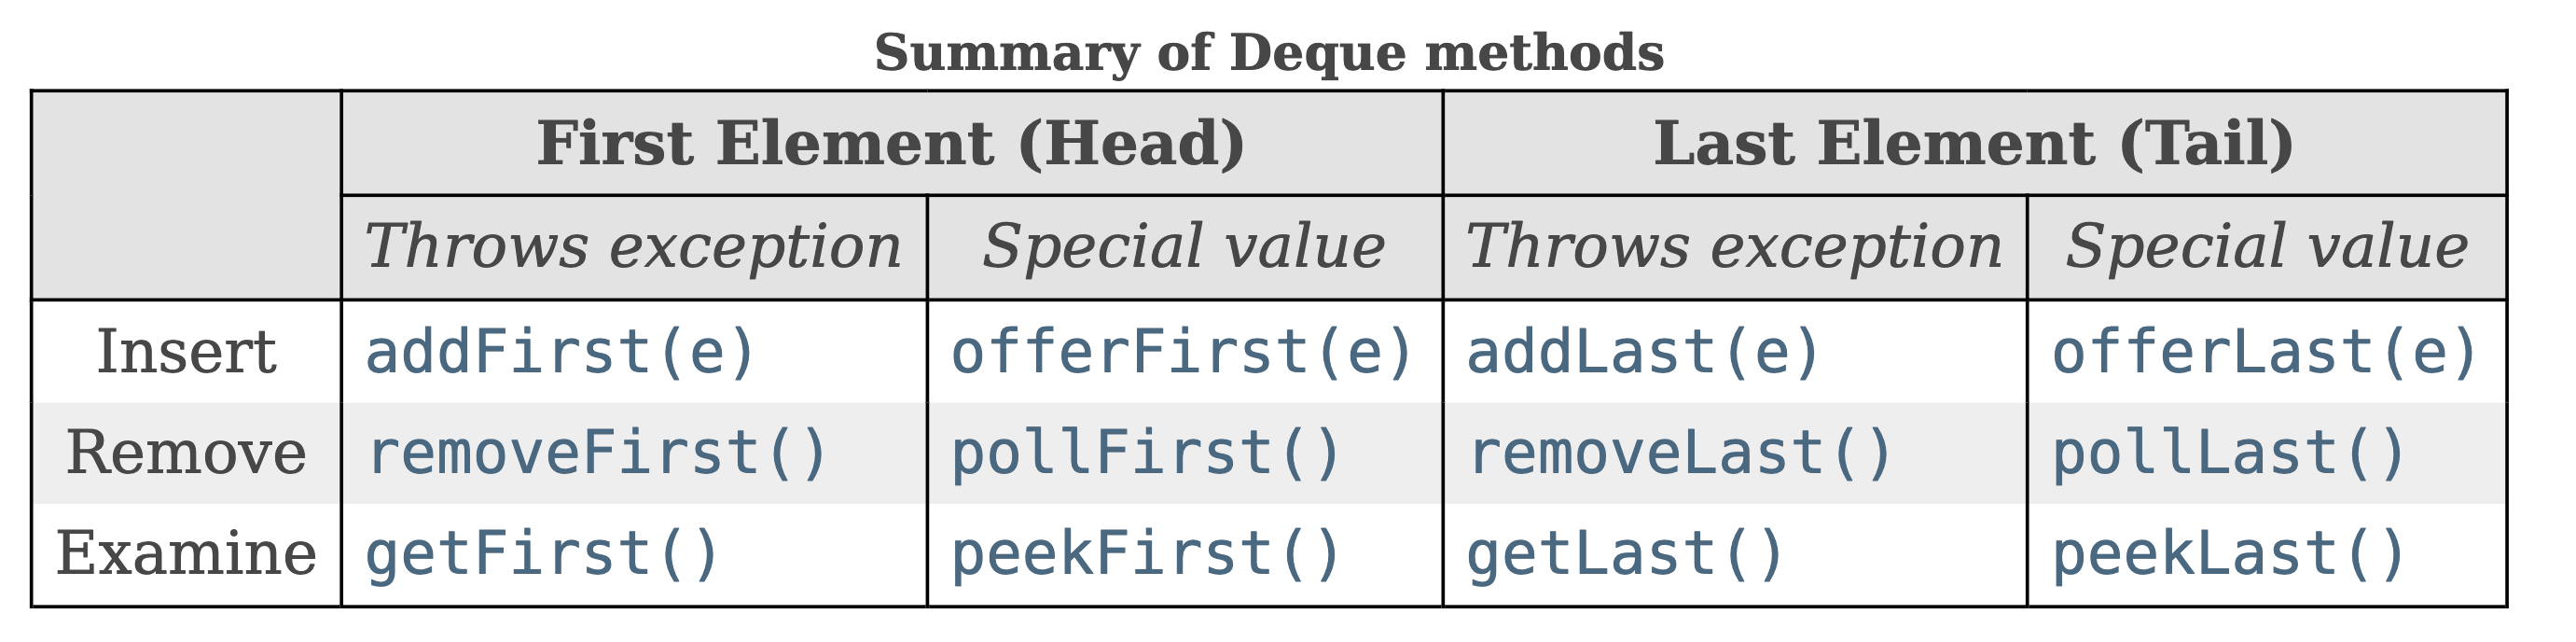 Summary of Deque methods
First Element (Head) Last Element (Tail)
Throws exception Special value Throws exception Special value
Insert addFirst(e) offerFirst(e) addLast(e) offerLast(e)
Remove removeFirst() pollFirst() removeLast() pollLast()
Examine getFirst() peekFirst() getLast() peekLast()